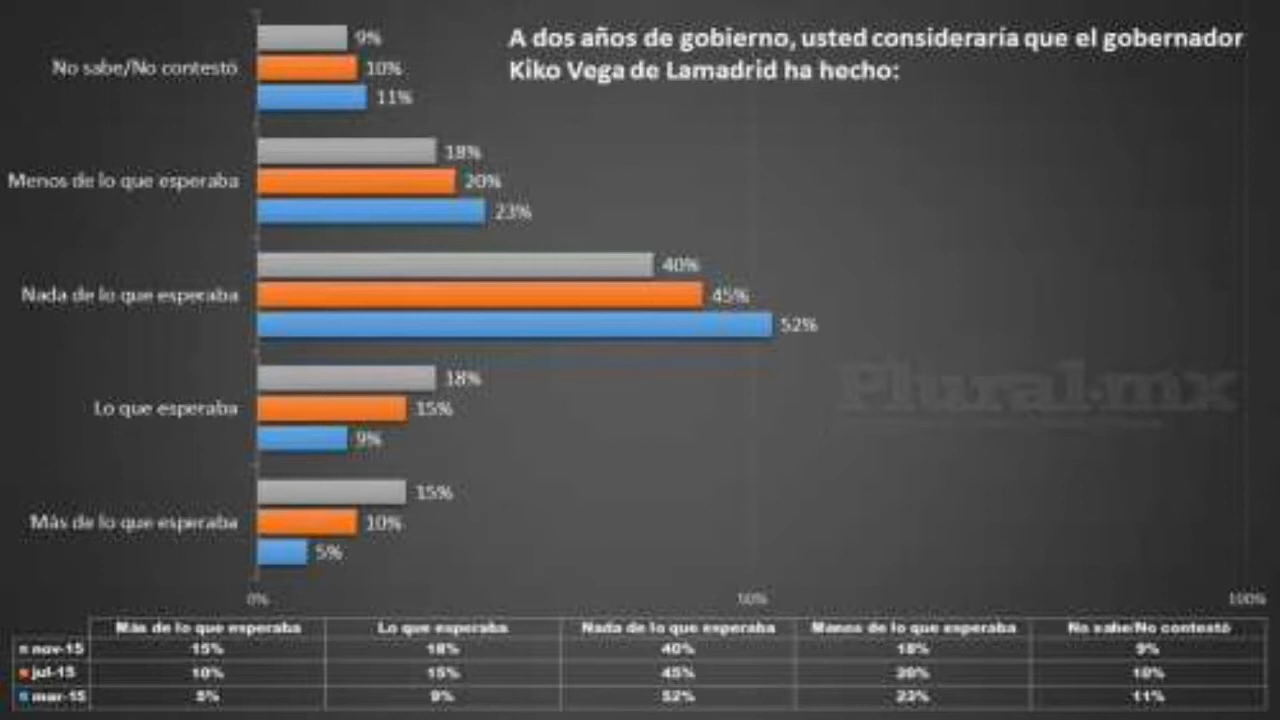 A dos años de gobierno, usted consideraría que el gobernador
Kiko Vega de Lamadrid ha hecho:
No sabe/No contestó
9%
10%
11%
Menos de lo que esperaba
18%
20%
23%
Nada de lo que esperaba
40%
45%
52%
Lo que esperaba
18%
15%
9%
Más de lo que esperaba
15%
10%
5%
0% 50% 100%
Plural.mx
Más de lo que esperaba Lo que esperaba Nada de lo que esperaba Menos de lo que esperaba No sabe/No contestó
nov-15 15% 18% 40% 18% 9%
jul-15 10% 15% 45% 20% 10%
mar-15 5% 9% 52% 23% 11%